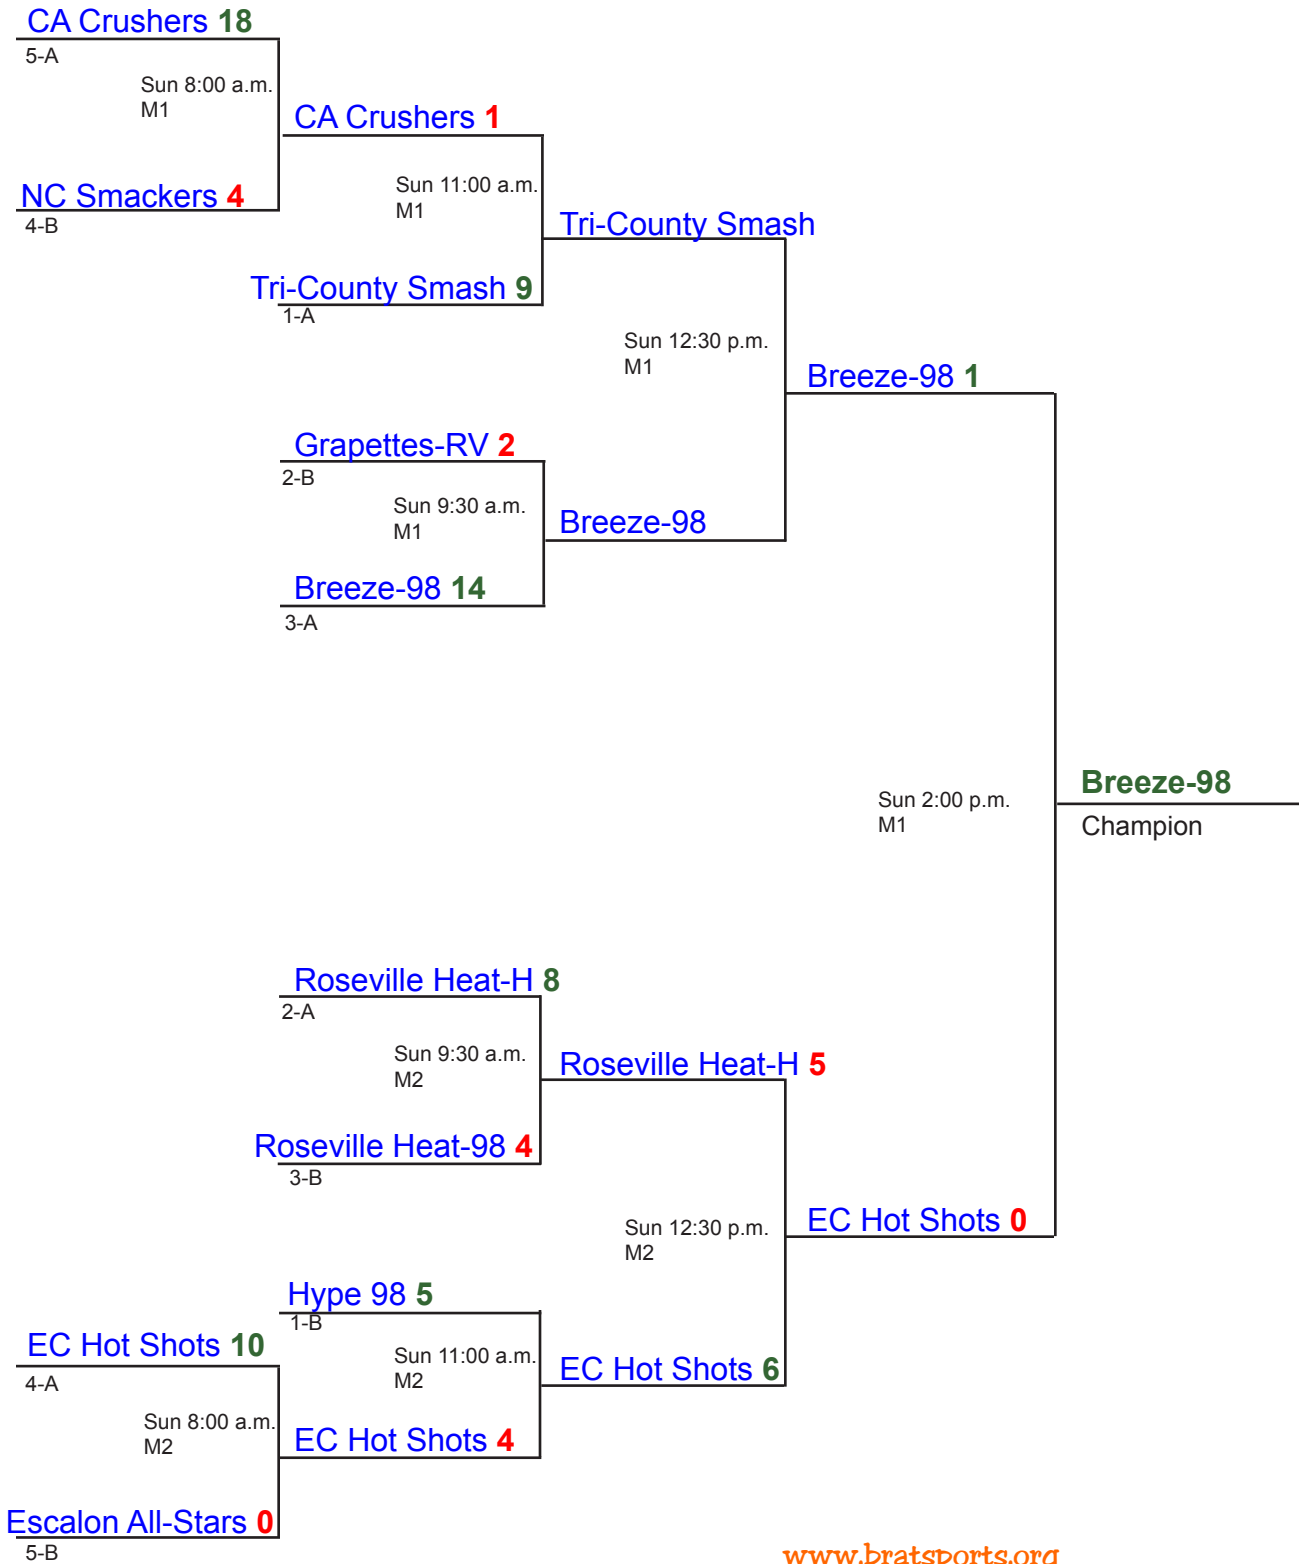 CA Crushers 18
5-A
Sun 8:00 a.m.
M1
CA Crushers 1
NC Smackers 4
4-B
Sun 11:00 a.m.
M1
Tri-County Smash
Tri-County Smash 9
1-A
Sun 12:30 p.m.
M1
Breeze-98 1
Grapettes-RV 2
2-B
Sun 9:30 a.m.
M1
Breeze-98
Breeze-98 14
3-A
Breeze-98
Sun 2:00 p.m.
M1
Champion
Roseville Heat-H 8
2-A
Sun 9:30 a.m.
M2
Roseville Heat-H 5
Roseville Heat-98 4
3-B
Sun 12:30 p.m.
M2
EC Hot Shots 0
Hype 98 5
1-B
EC Hot Shots 10
4-A
Sun 11:00 a.m.
M2
EC Hot Shots 6
Sun 8:00 a.m.
M2
EC Hot Shots 4
Escalon All-Stars 0
5-B
www.bratsports.org